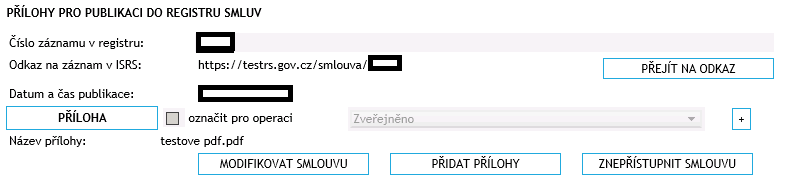 PŘÍLOHY PRO PUBLIKACI DO REGISTRU SMLUV
Číslo záznamu v registru:
Odkaz na záznam v ISRS: https://testrs.gov.cz/smlouva/
PŘEJÍT NA ODKAZ
Datum a čas publikace:
PŘÍLOHA označit pro operaci Zveřejněno +
Název přílohy: testove pdf.pdf
MODIFIKOVAT SMLOUVU PŘIDAT PŘÍLOHY ZNEPŘÍSTUPNIT SMLOUVU